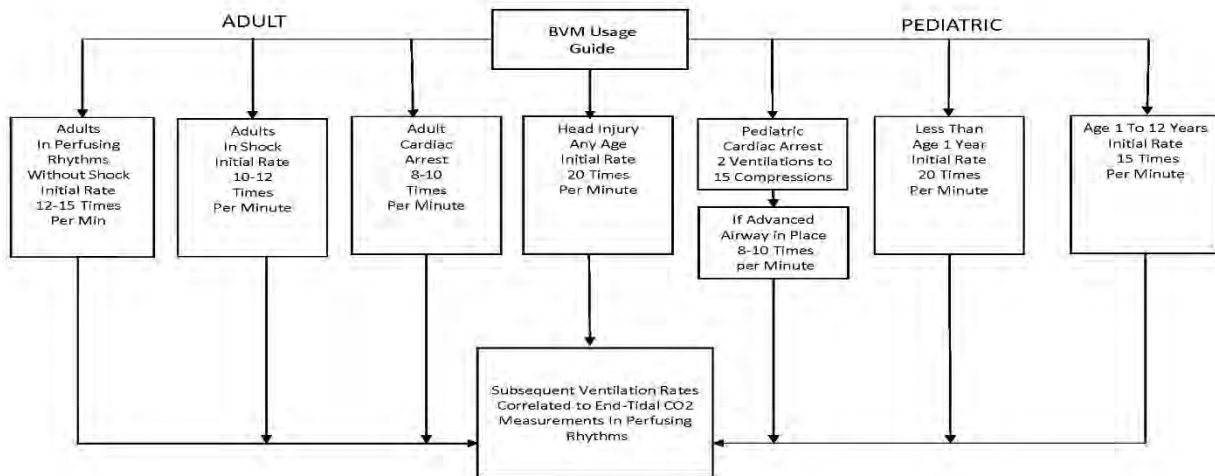 ADULT
BVM Usage
Guide
PEDIATRIC
Adults
In Perfusing
Rhythms
Without Shock
Initial Rate
12-15 Times
Per Min
Adults
In Shock
Initial Rate
10-12
Times
Per Minute
Adult
Cardiac
Arrest
8-10
Times
Per Minute
Head Injury
Any Age
Initial Rate
20 Times
Per Minute
Pediatric
Cardiac Arrest
2 Ventilations to
15 Compressions
If Advanced
Airway in Place
8-10 Times
per Minute
Less Than
Age 1 Year
Initial Rate
20 Times
Per Minute
Age 1 To 12 Years
Initial Rate
15 Times
Per Minute
Subsequent Ventilation Rates
Correlated to End-Tidal CO2
Measurements In Perfusing
Rhythms